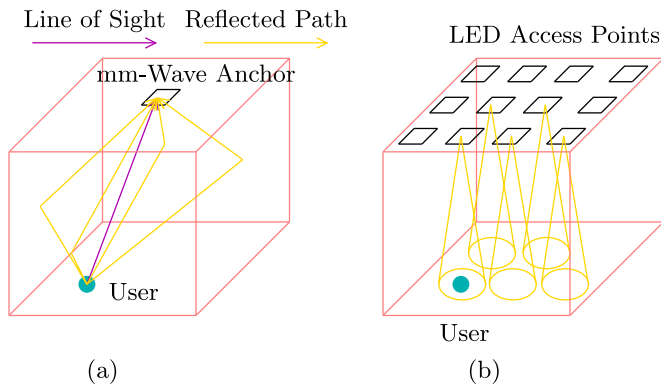 Line of Sight
Reflected Path
mm-Wave Anchor
User
(a)
LED Access Points
User
(b)